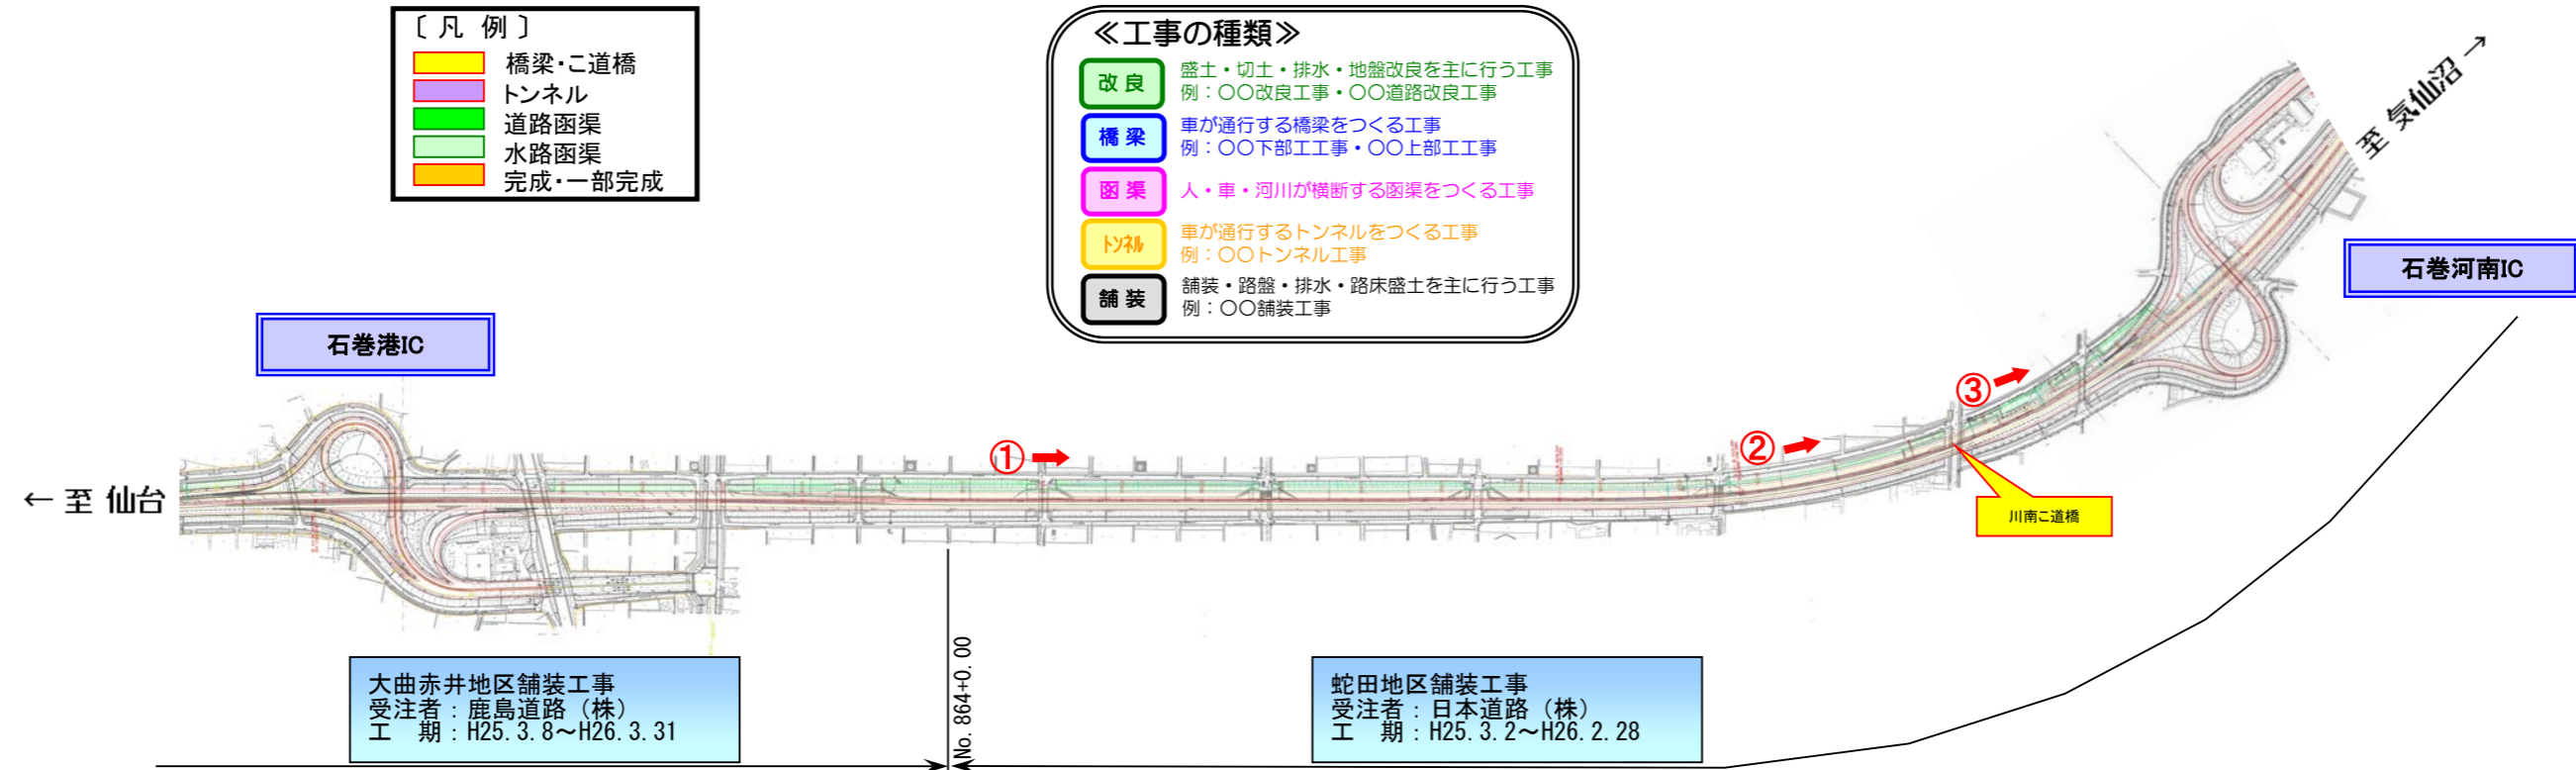 〔 凡 例 〕
橋梁・こ道橋
トンネル
道路函渠
水路函渠
完成・一部完成
≪工事の種類≫
改良
盛土・切土・排水・地盤改良を主に行う工事
例：〇〇改良工事・〇〇道路改良工事
橋梁
車が通行する橋梁をつくる工事
例：〇〇下部工工事・〇〇上部工工事
函渠
人・車・河川が横断する函渠をつくる工事
トンネル
車が通行するトンネルをつくる工事
例：〇〇トンネル工事
舗装
舗装・路盤・排水・路床盛土を主に行う工事
例：〇〇舗装工事
至 気仙沼 →
石巻河南IC
石巻港IC
← 至 仙台
①
②
③
川南こ道橋
No. 864+0.00
大曲赤井地区舗装工事
受注者：鹿島道路（株）
工　期：H25.3.8～H26.3.31
蛇田地区舗装工事
受注者：日本道路（株）
工　期：H25.3.2～H26.2.28